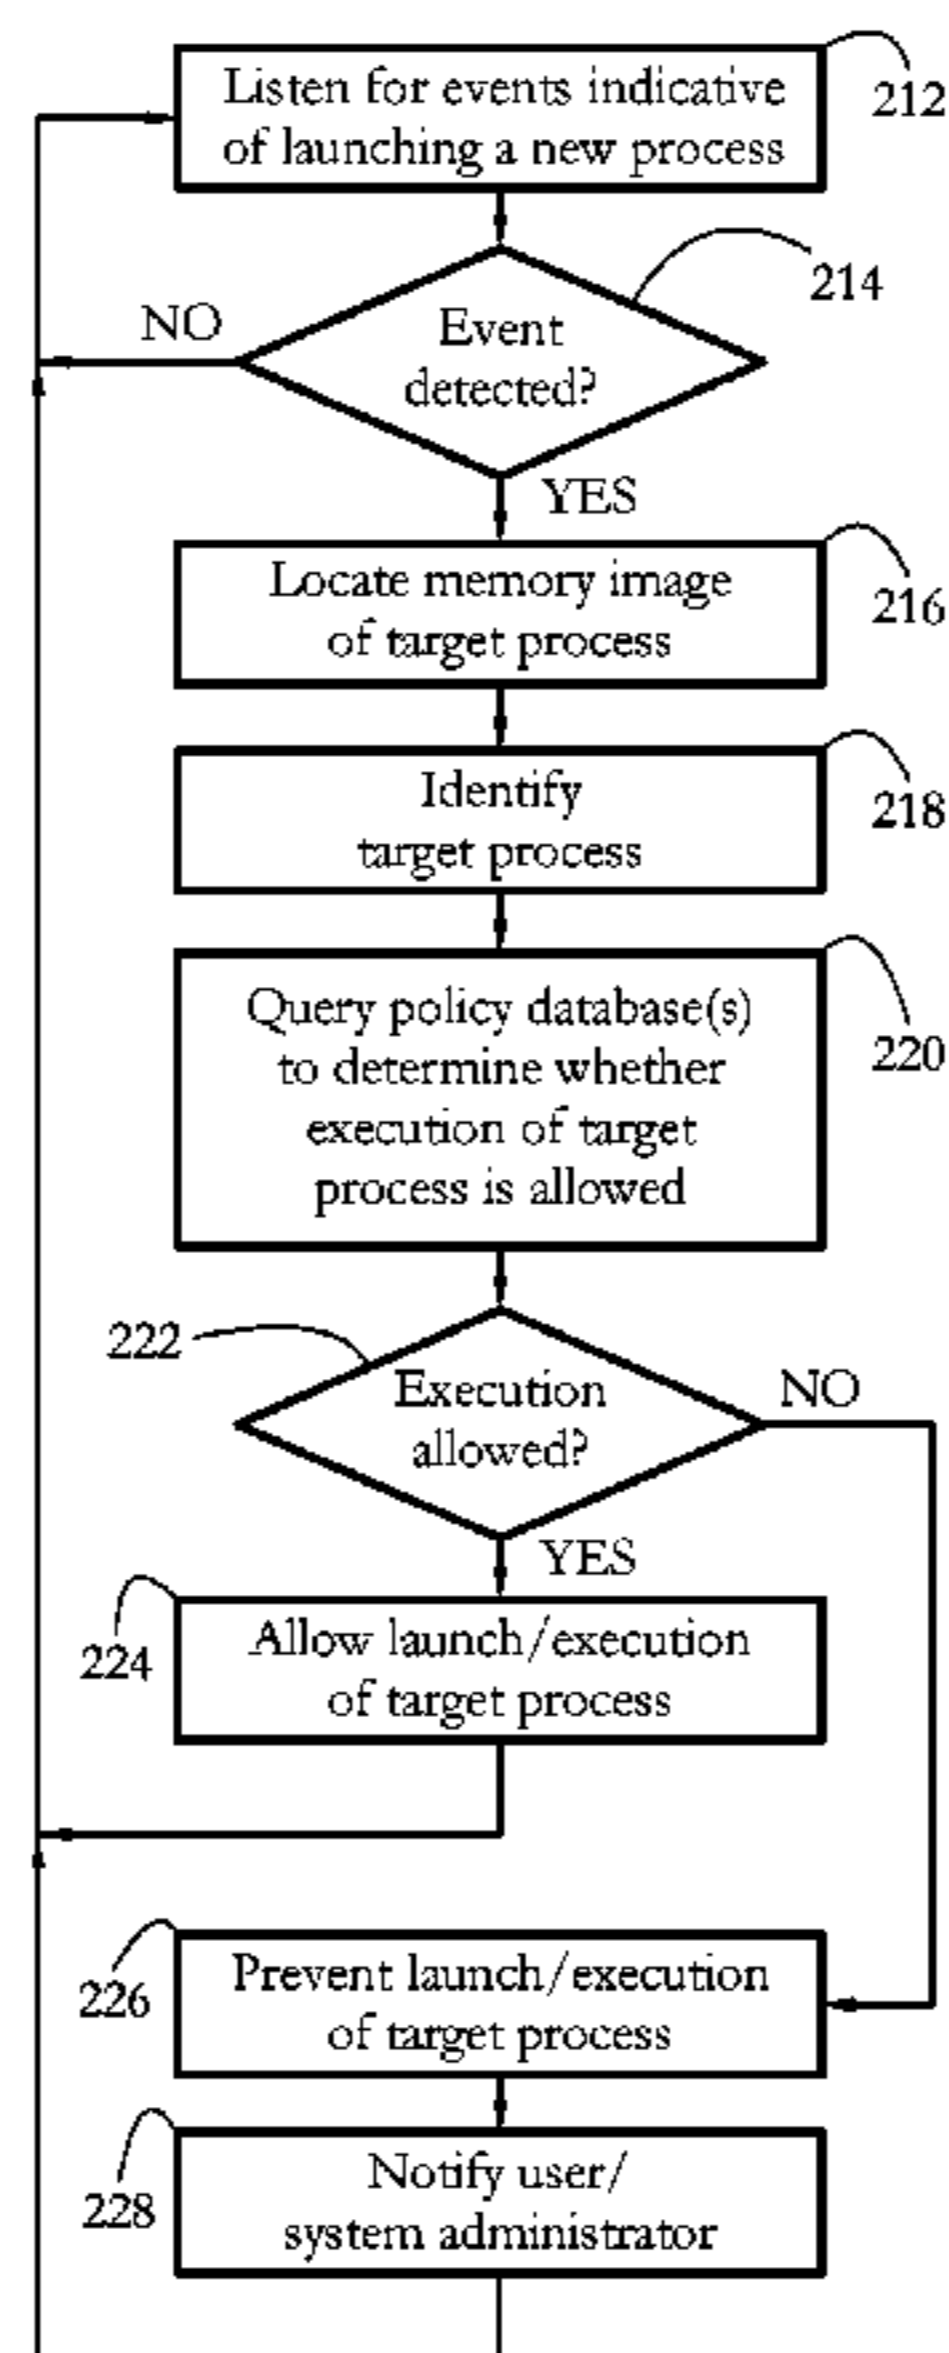 Listen for events indicative
of launching a new process
212
214
NO
Event
detected?
YES
Locate memory image
of target process
216
Identify
target process
218
Query policy database(s)
to determine whether
execution of target
process is allowed
220
222
Execution
allowed?
NO
YES
Allow launch/execution
of target process
224
Prevent launch/execution
of target process
226
Notify user/
system administrator
228